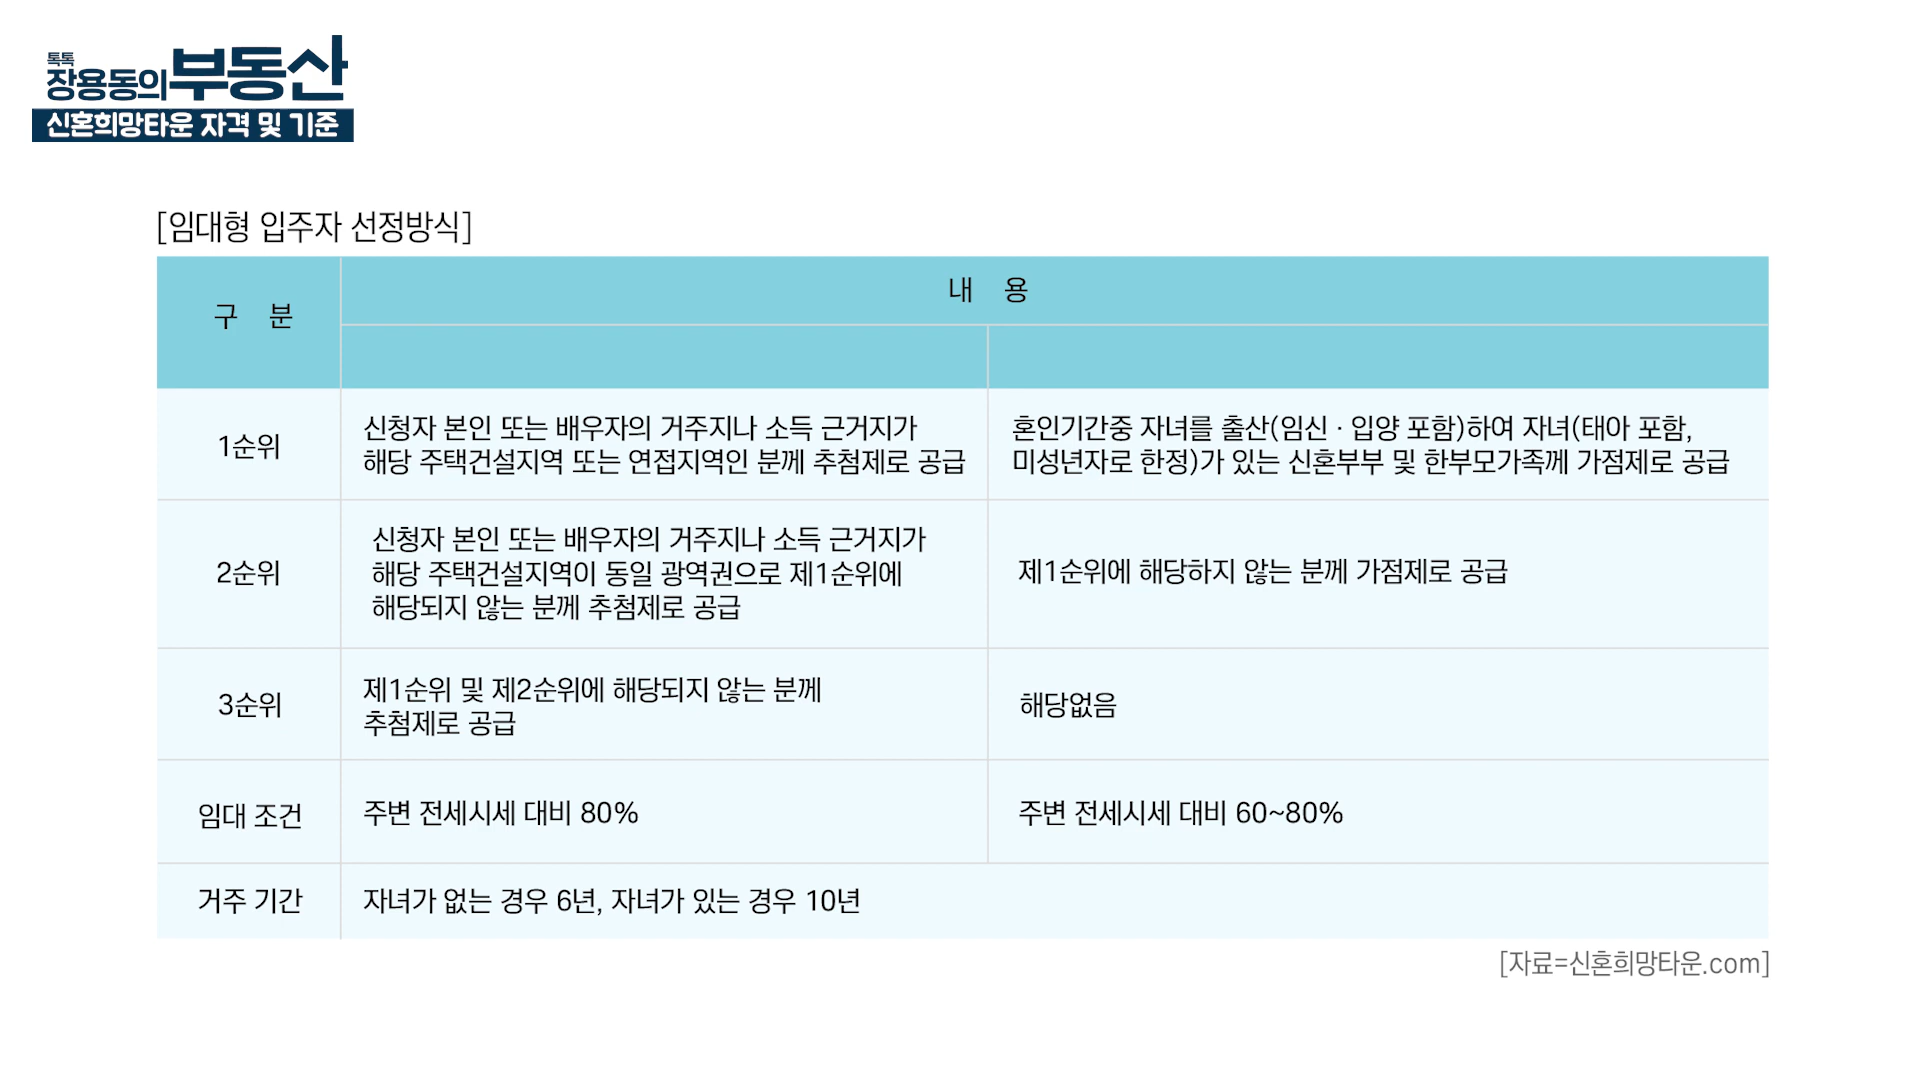 톡톡
장용동의 부동산
신혼희망타운 자격 및 기준
[임대형 입주자 선정방식]
구 분
내 용
1순위
신청자 본인 또는 배우자의 거주지나 소득 근거지가
해당 주택건설지역 또는 연접지역인 분께 추첨제로 공급
혼인기간중 자녀를 출산(임신 · 입양 포함)하여 자녀(태아 포함,
미성년자로 한정)가 있는 신혼부부 및 한부모가족께 가점제로 공급
2순위
신청자 본인 또는 배우자의 거주지나 소득 근거지가
해당 주택건설지역이 동일 광역권으로 제1순위에
해당되지 않는 분께 추첨제로 공급
제1순위에 해당하지 않는 분께 가점제로 공급
3순위
제1순위 및 제2순위에 해당되지 않는 분께
추첨제로 공급
해당없음
임대 조건
주변 전세시세 대비 80%
주변 전세시세 대비 60~80%
거주 기간
자녀가 없는 경우 6년, 자녀가 있는 경우 10년
[자료=신혼희망타운.com]